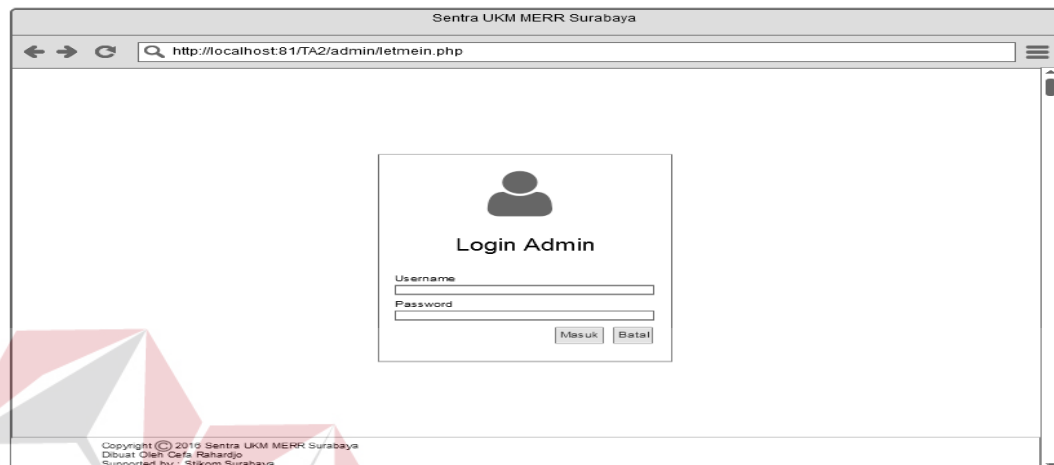 Sentra UKM MERR Surabaya
http://localhost:81/TA2/admin/letmein.php
Login Admin
Username
Password
Masuk Batal
Copyright © 2016 Sentra UKM MERR Surabaya
Dibuat Oleh Cefa Rahardjo
Supported by : Stikom Surabaya